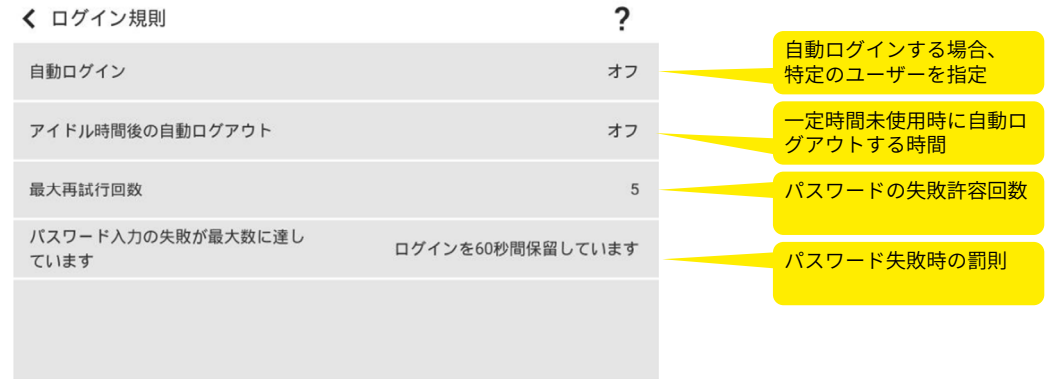 ログイン規則
?
自動ログイン
オフ
自動ログインする場合、
特定のユーザーを指定
アイドル時間後の自動ログアウト
オフ
一定時間未使用時に自動ロ
グアウトする時間
最大再試行回数
5
パスワードの失敗許容回数
パスワード入力の失敗が最大数に達し
ています
ログインを60秒間保留しています
パスワード失敗時の罰則